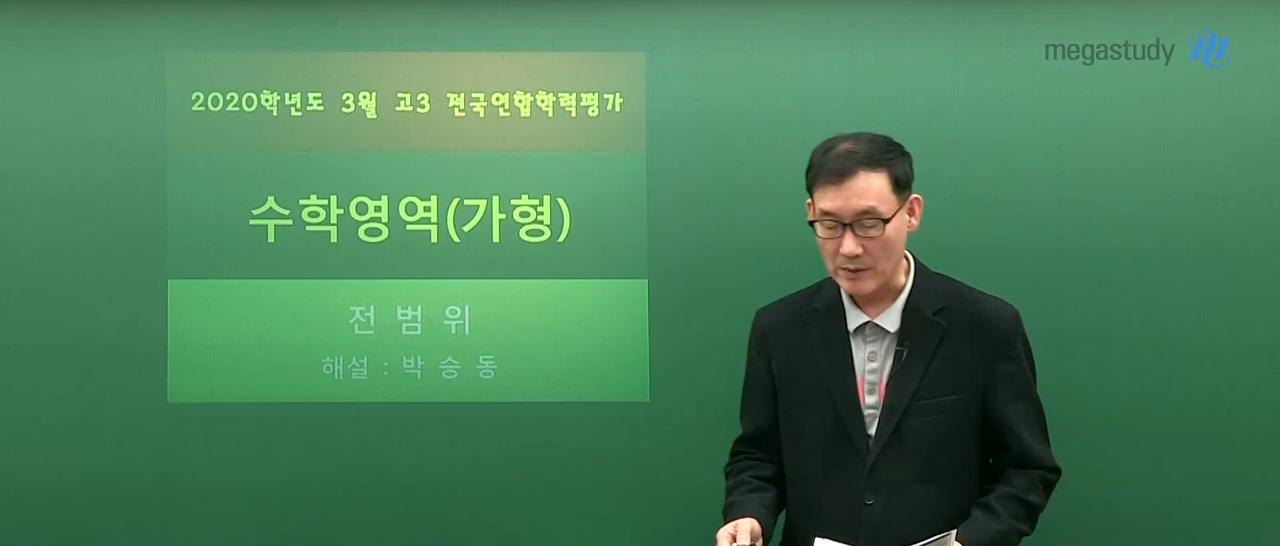 megastudy
2020학년도 3월 고3 전국연합학력평가
수학영역(가형)
전 범 위
해설 : 박 승 동